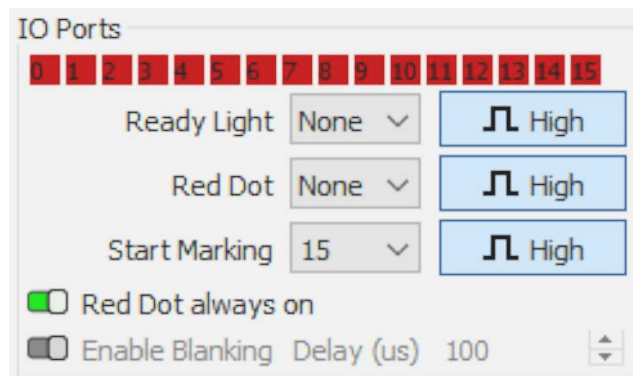 IO Ports
0 1 2 3 4 5 6 7 8 9 10 11 12 13 14 15
Ready Light None High
Red Dot None High
Start Marking 15 High
Red Dot always on
Enable Blanking Delay (us) 100